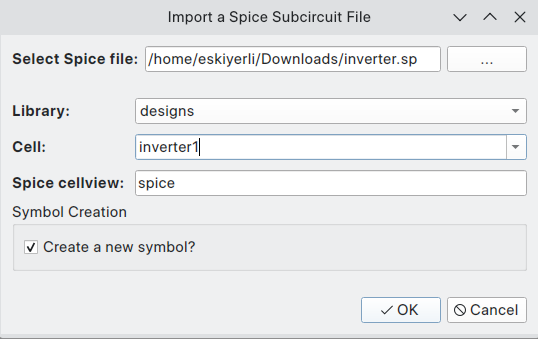 Import a Spice Subcircuit File
Select Spice file: /home/eskiyerli/Downloads/inverter.sp ...
Library: designs
Cell: inverter1
Spice cellview: spice
Symbol Creation
Create a new symbol?
OK Cancel